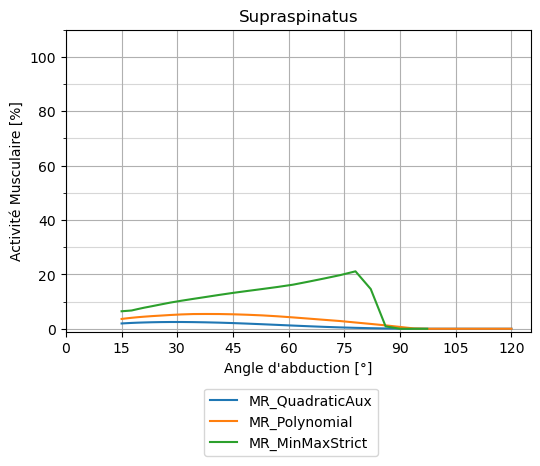 Supraspinatus
Activité Musculaire [%]
100
80
60
40
20
0
0 15 30 45 60 75 90 105 120
Angle d'abduction [°]
MR_QuadraticAux
MR_Polynomial
MR_MinMaxStrict